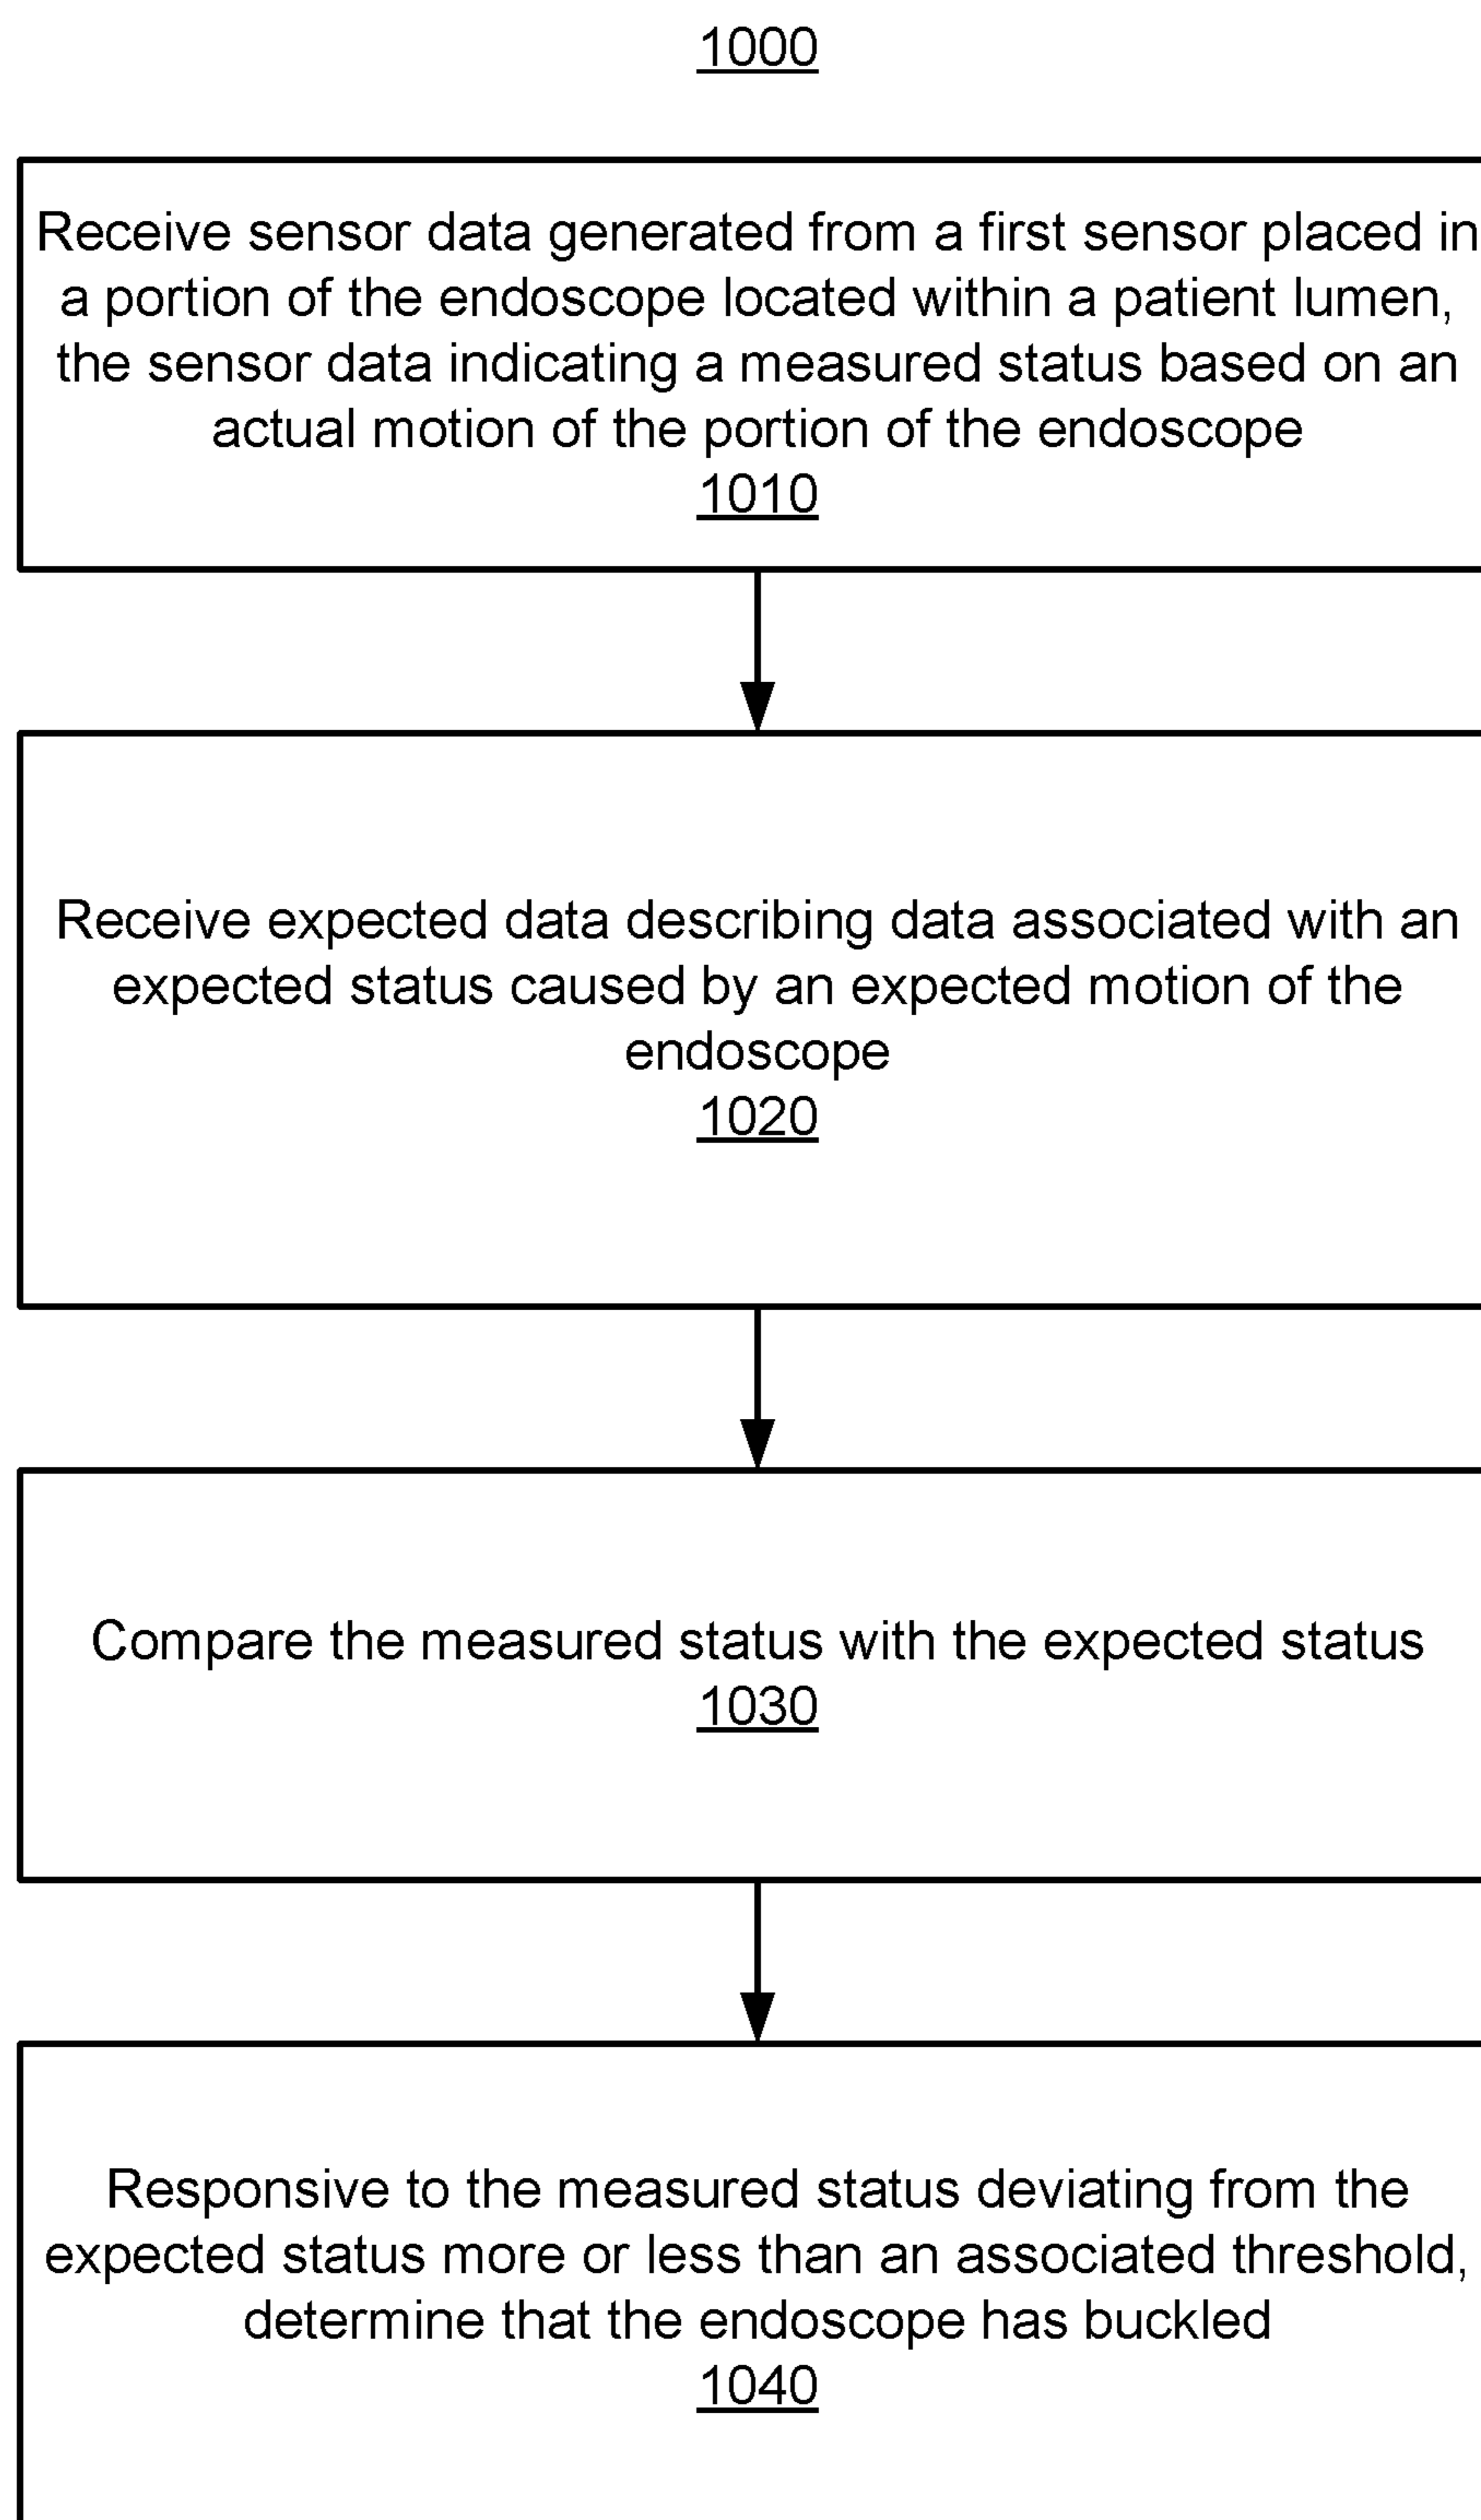 1000
Receive sensor data generated from a first sensor placed in
a portion of the endoscope located within a patient lumen,
the sensor data indicating a measured status based on an
actual motion of the portion of the endoscope
1010
Receive expected data describing data associated with an
expected status caused by an expected motion of the
endoscope
1020
Compare the measured status with the expected status
1030
Responsive to the measured status deviating from the
expected status more or less than an associated threshold,
determine that the endoscope has buckled
1040